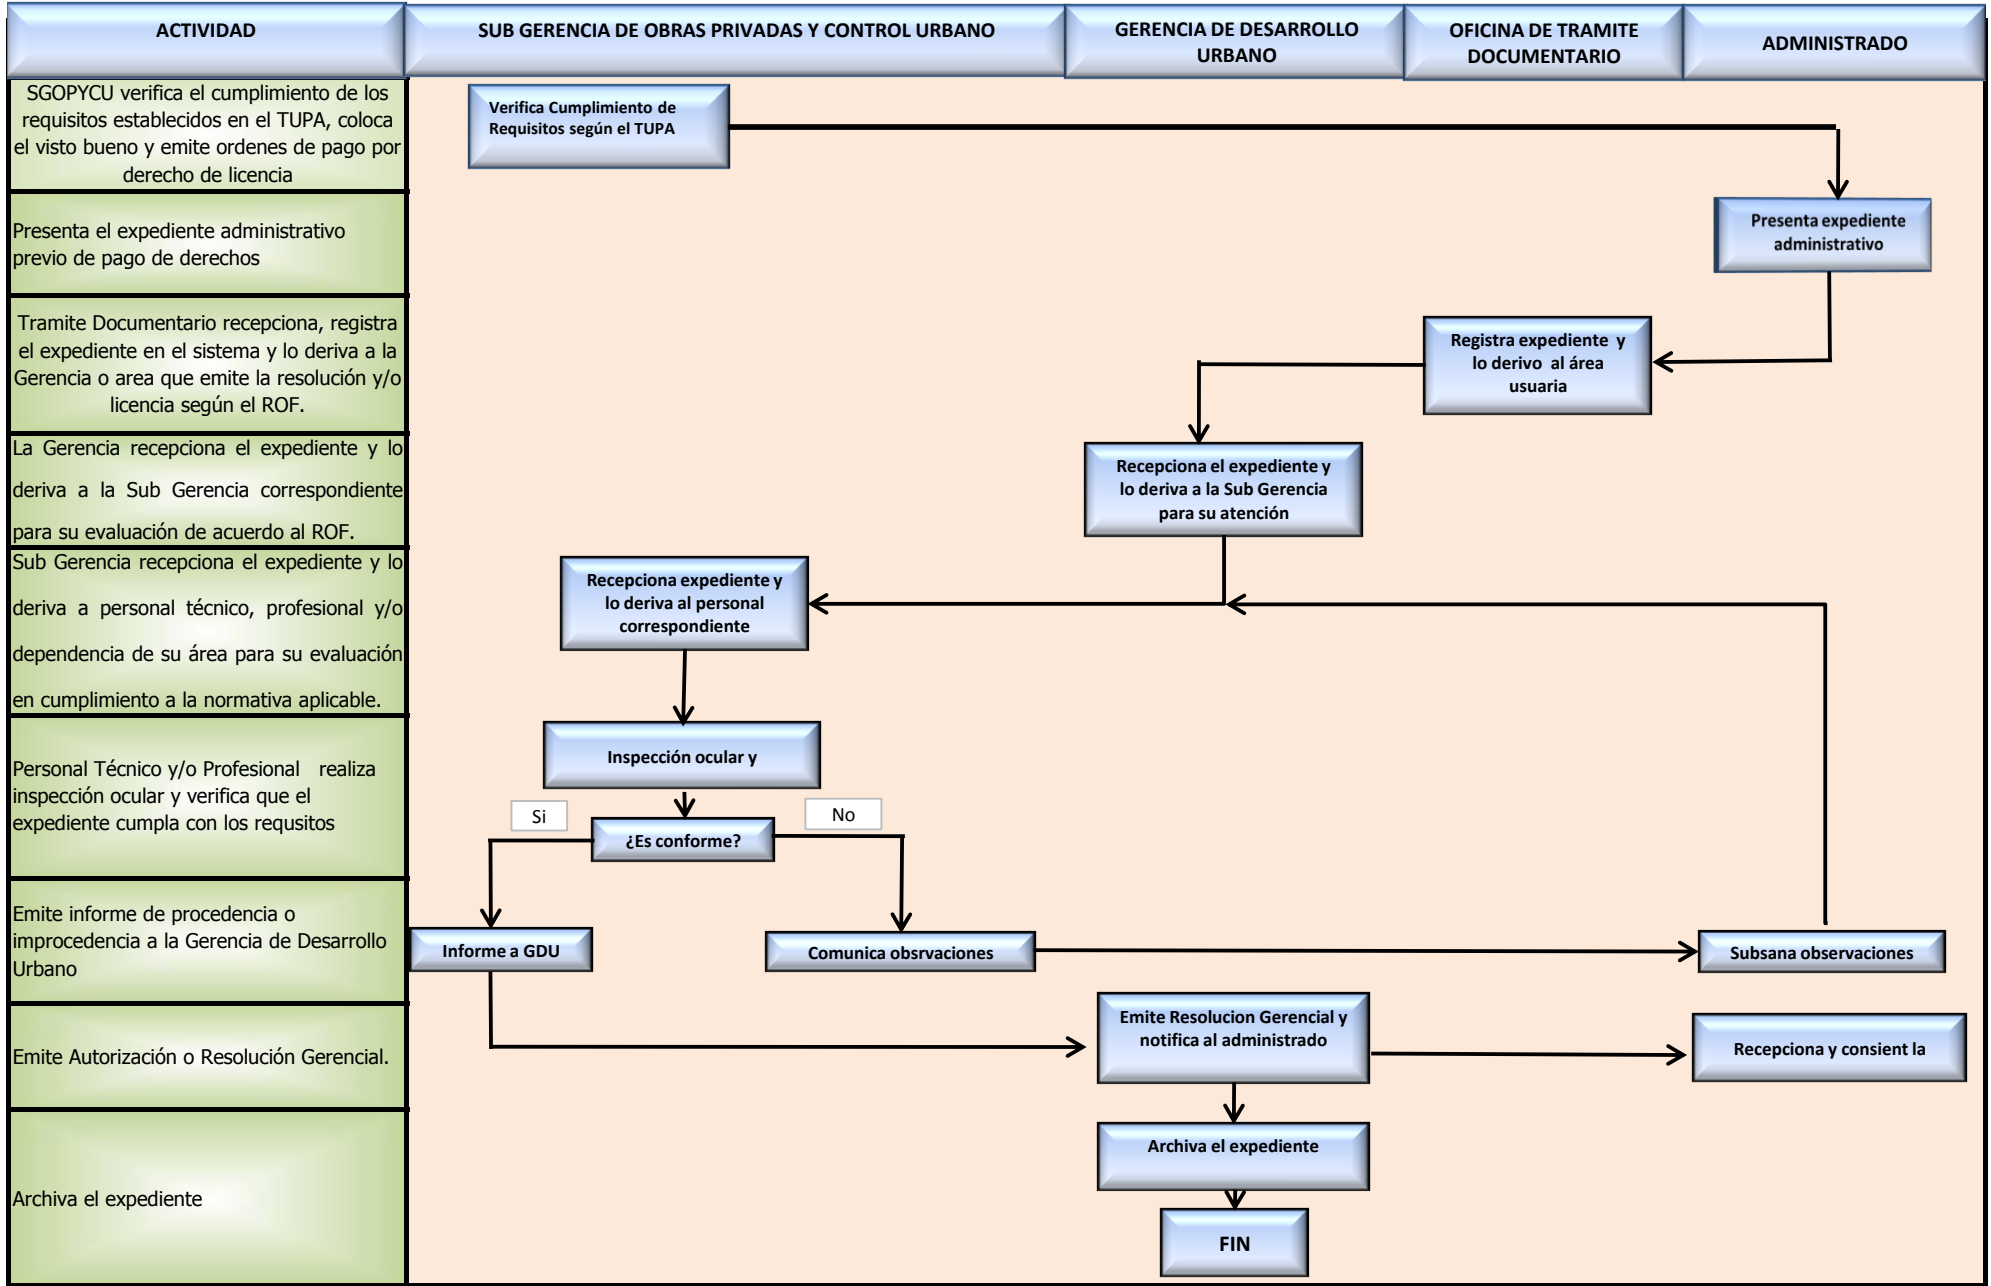 ACTIVIDAD
SUB GERENCIA DE OBRAS PRIVADAS Y CONTROL URBANO
GERENCIA DE DESARROLLO
URBANO
OFICINA DE TRAMITE
DOCUMENTARIO
ADMINISTRADO
SGOPYCU verifica el cumplimiento de los
requisitos establecidos en el TUPA, coloca
el visto bueno y emite ordenes de pago por
derecho de licencia
Verifica Cumplimiento de
Requisitos según el TUPA
Presenta el expediente administrativo
previo de pago de derechos
Presenta expediente
administrativo
Tramite Documentario recepciona, registra
el expediente en el sistema y lo deriva a la
Gerencia o area que emite la resolución y/o
licencia según el ROF.
Registra expediente y
lo derivo al área
usuaria
La Gerencia recepciona el expediente y lo
deriva a la Sub Gerencia correspondiente
para su evaluación de acuerdo al ROF.
Recepciona el expediente y
lo deriva a la Sub Gerencia
para su atención
Sub Gerencia recepciona el expediente y lo
deriva a personal técnico, profesional y/o
dependencia de su área para su evaluación
en cumplimiento a la normativa aplicable.
Recepciona expediente y
lo deriva al personal
correspondiente
Personal Técnico y/o Profesional realiza
inspección ocular y verifica que el
expediente cumpla con los requsitos
Inspección ocular y
Si
No
¿Es conforme?
Emite informe de procedencia o
improcedencia a la Gerencia de Desarrollo
Urbano
Informe a GDU
Comunica obsrvaciones
Subsana observaciones
Emite Autorización o Resolución Gerencial.
Emite Resolucion Gerencial y
notifica al administrado
Recepciona y consient la
Archiva el expediente
Archiva el expediente
FIN